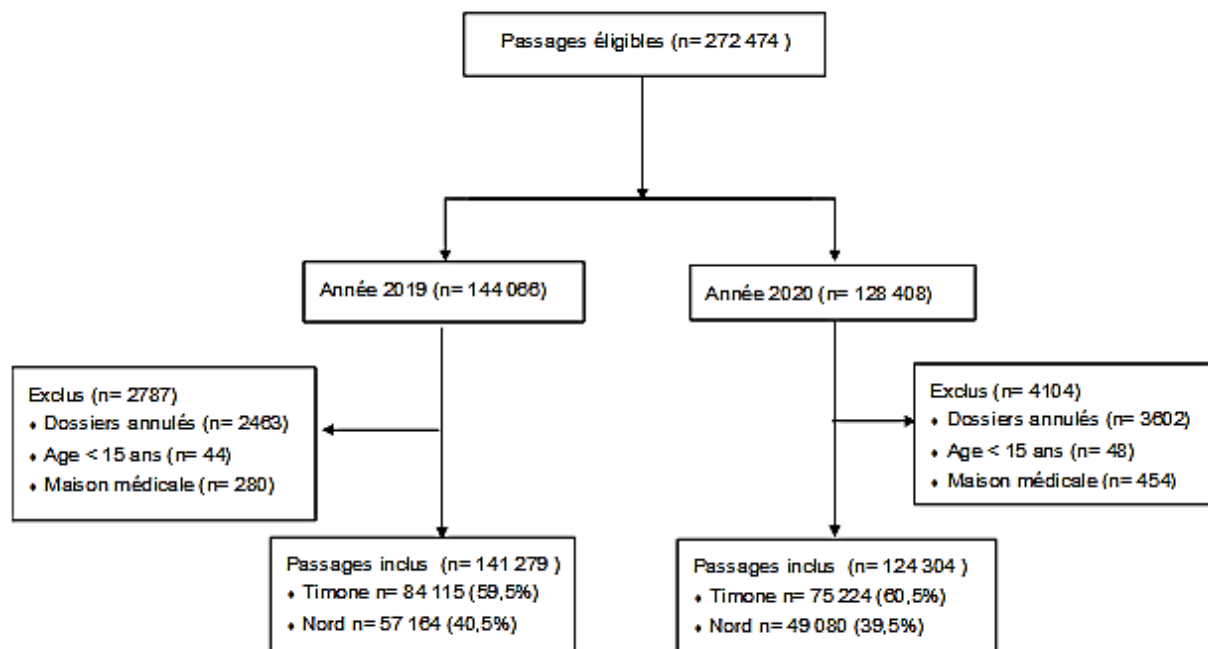 Passages éligibles (n= 272 474 )
Année 2019 (n= 144 066)
Année 2020 (n= 128 408)
Exclus (n= 2787)
♦ Dossiers annulés (n= 2463)
♦ Age < 15 ans (n= 44)
♦ Maison médicale (n= 280)
Exclus (n= 4104)
♦ Dossiers annulés (n= 3602)
♦ Age < 15 ans (n= 48)
♦ Maison médicale (n= 454)
Passages inclus (n= 141 279 )
♦ Timone n= 84 115 (59,5%)
♦ Nord n= 57 164 (40,5%)
Passages inclus (n= 124 304 )
♦ Timone n= 75 224 (60,5%)
♦ Nord n= 49 080 (39,5%)